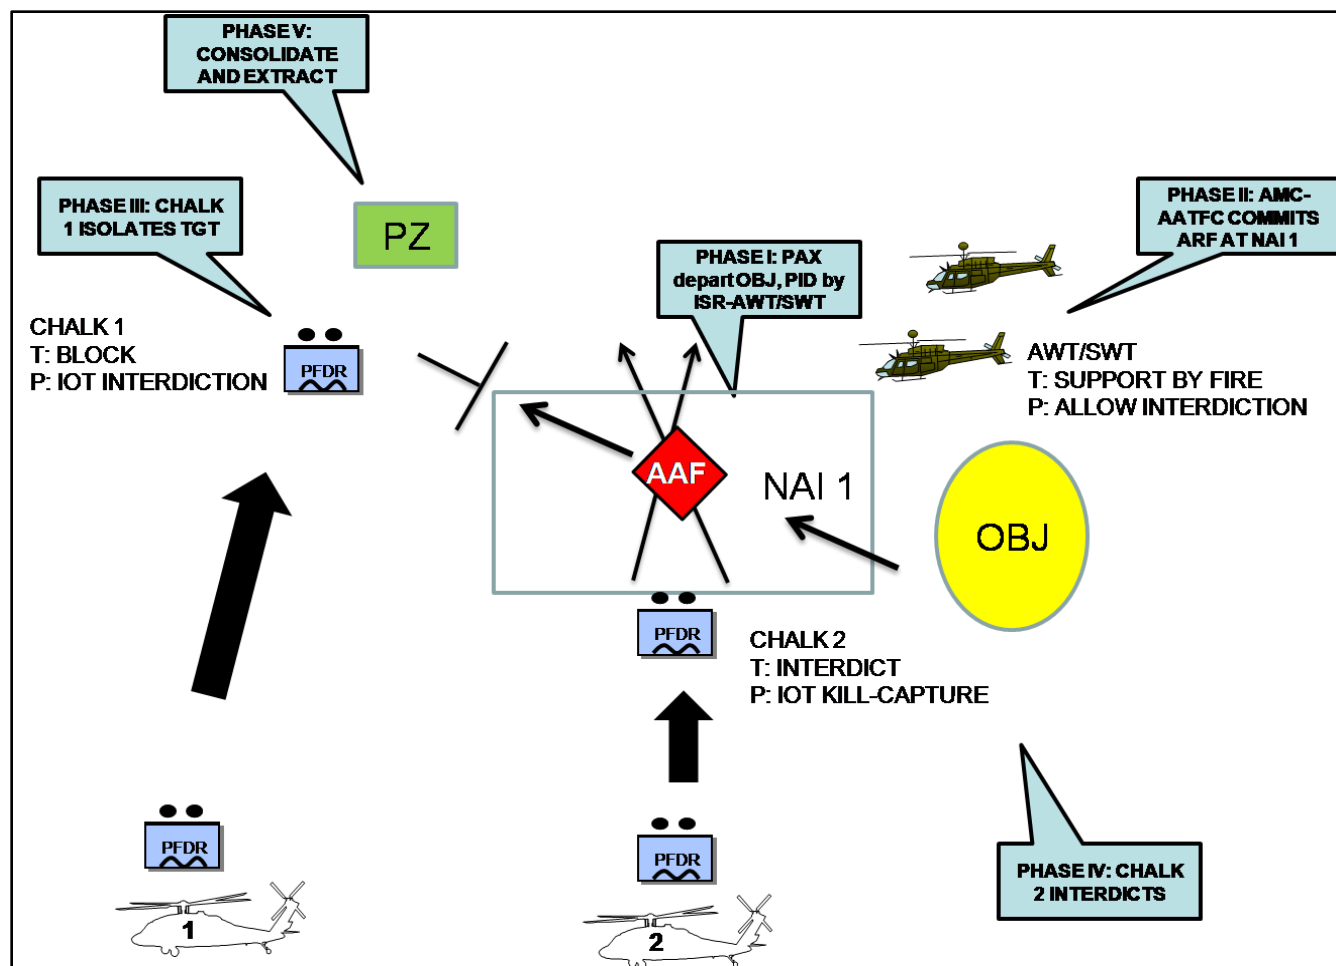 PHASE V:
CONSOLIDATE
AND EXTRACT
PHASE III: CHALK
1 ISOLATES TGT
PZ
PHASE I: PAX
depart OBJ, PID by
ISR-AWT/SWT
PHASE II: AMC-
AATFC COMMITS
ARF AT NAI 1
CHALK 1
T: BLOCK
P: IOT INTERDICTION
PFDR
AWT/SWT
T: SUPPORT BY FIRE
P: ALLOW INTERDICTION
AAF
NAI 1
OBJ
PFDR
CHALK 2
T: INTERDICT
P: IOT KILL-CAPTURE
PFDR
1
PFDR
2
PHASE IV: CHALK
2 INTERDICTS